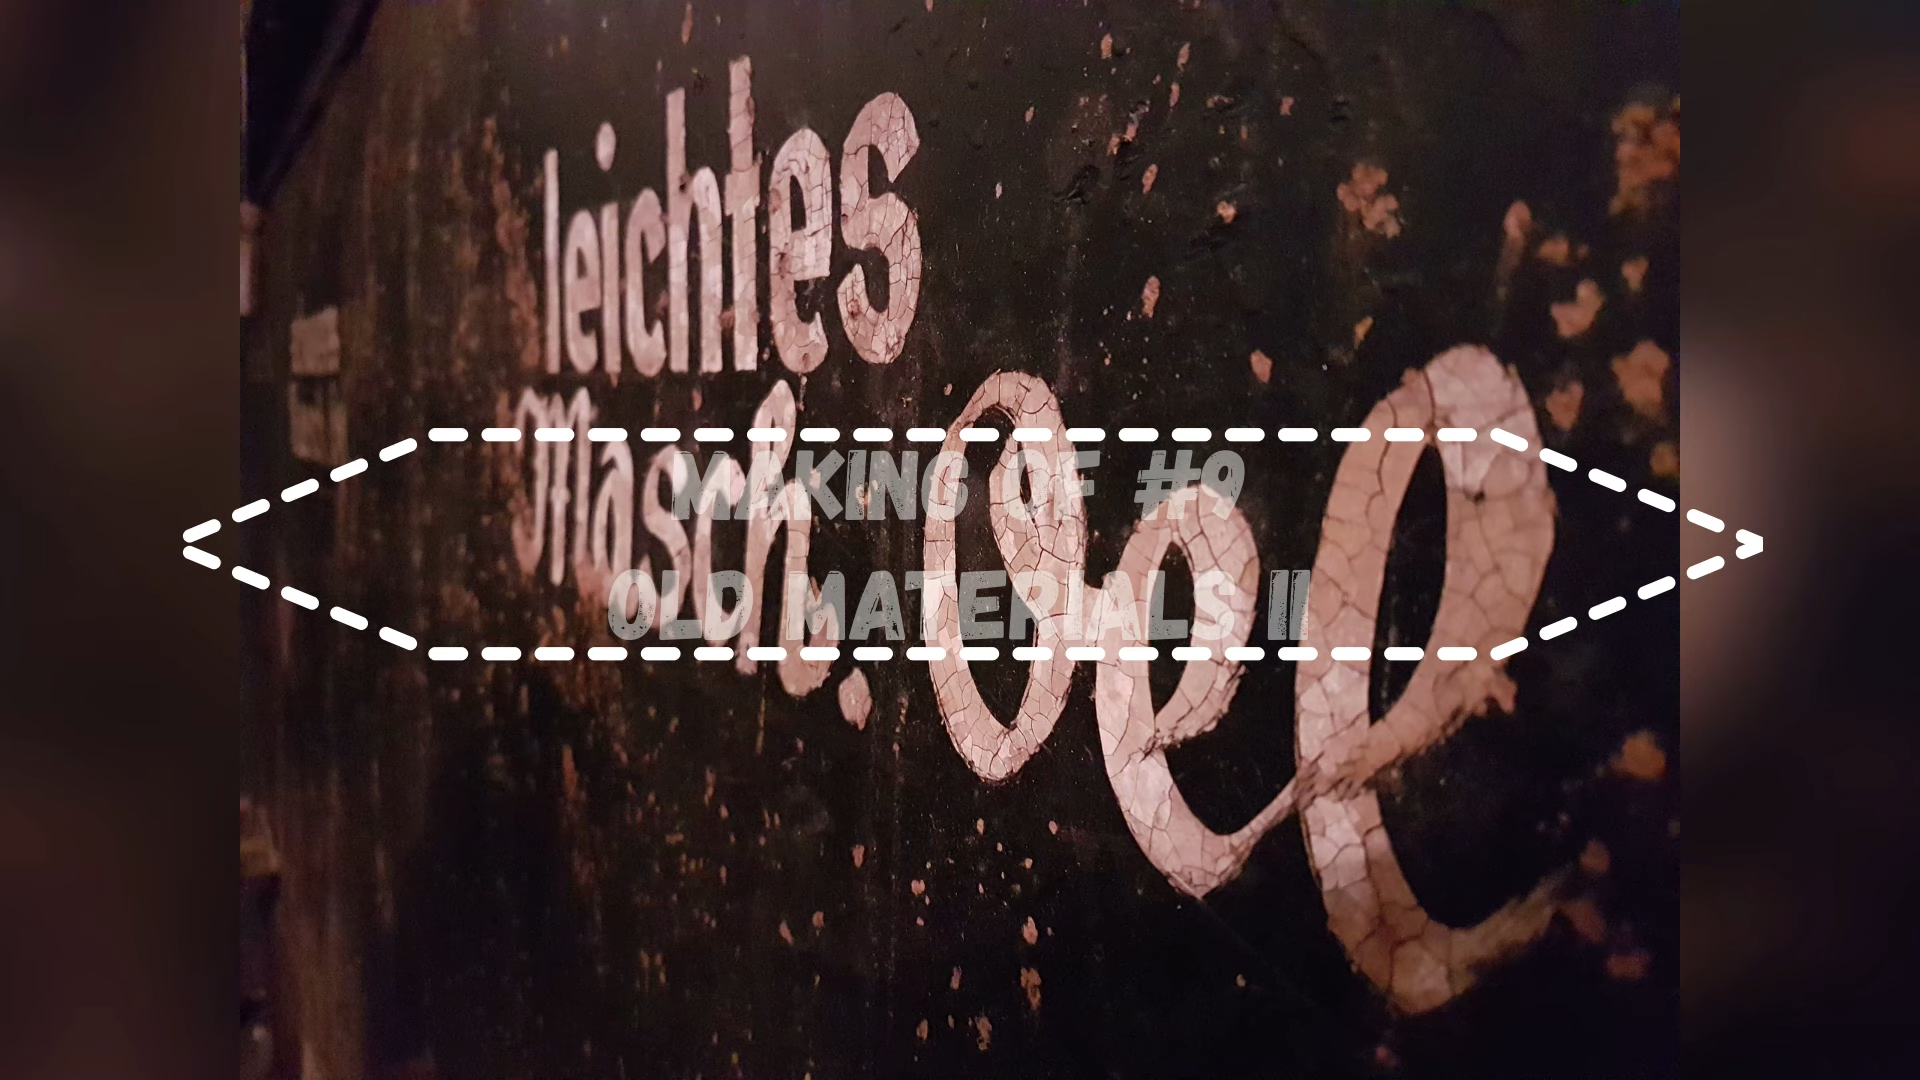 leichtes
Masch. Oel
MAKING OF #9
OLD MATERIALS II